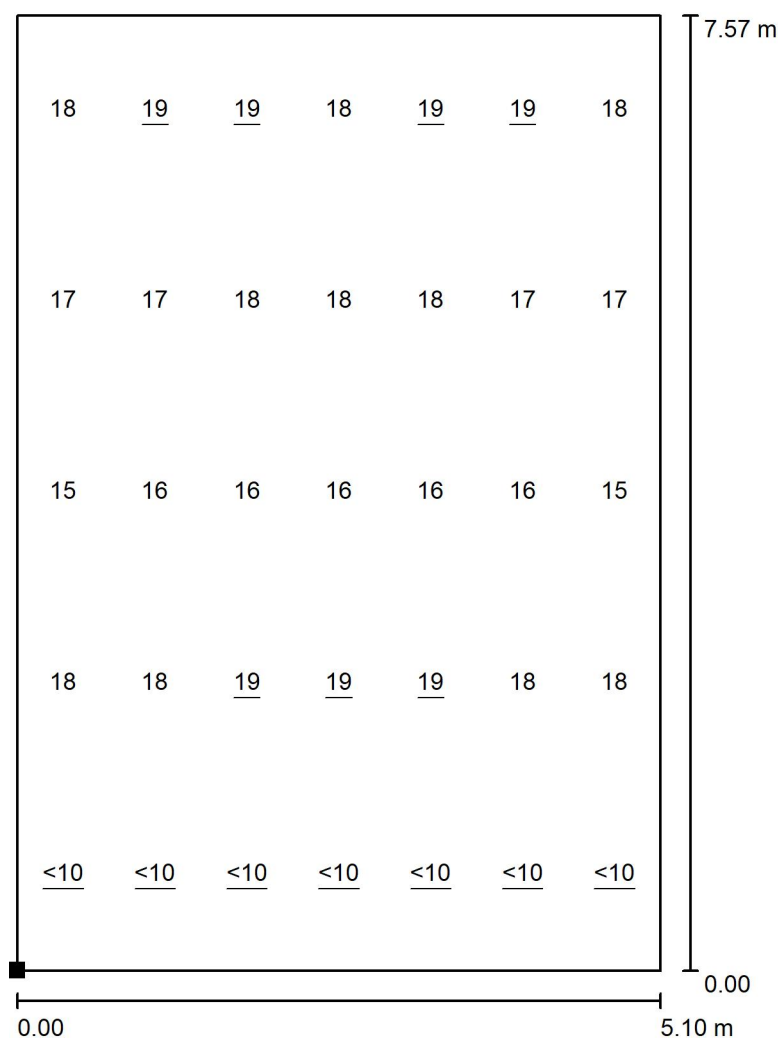 7.57 m
18 19 19 18 19 19 18
17 17 18 18 18 17 17
15 16 16 16 16 16 15
18 18 19 19 19 18 18
<10 <10 <10 <10 <10 <10 <10
0.00
0.00 5.10 m